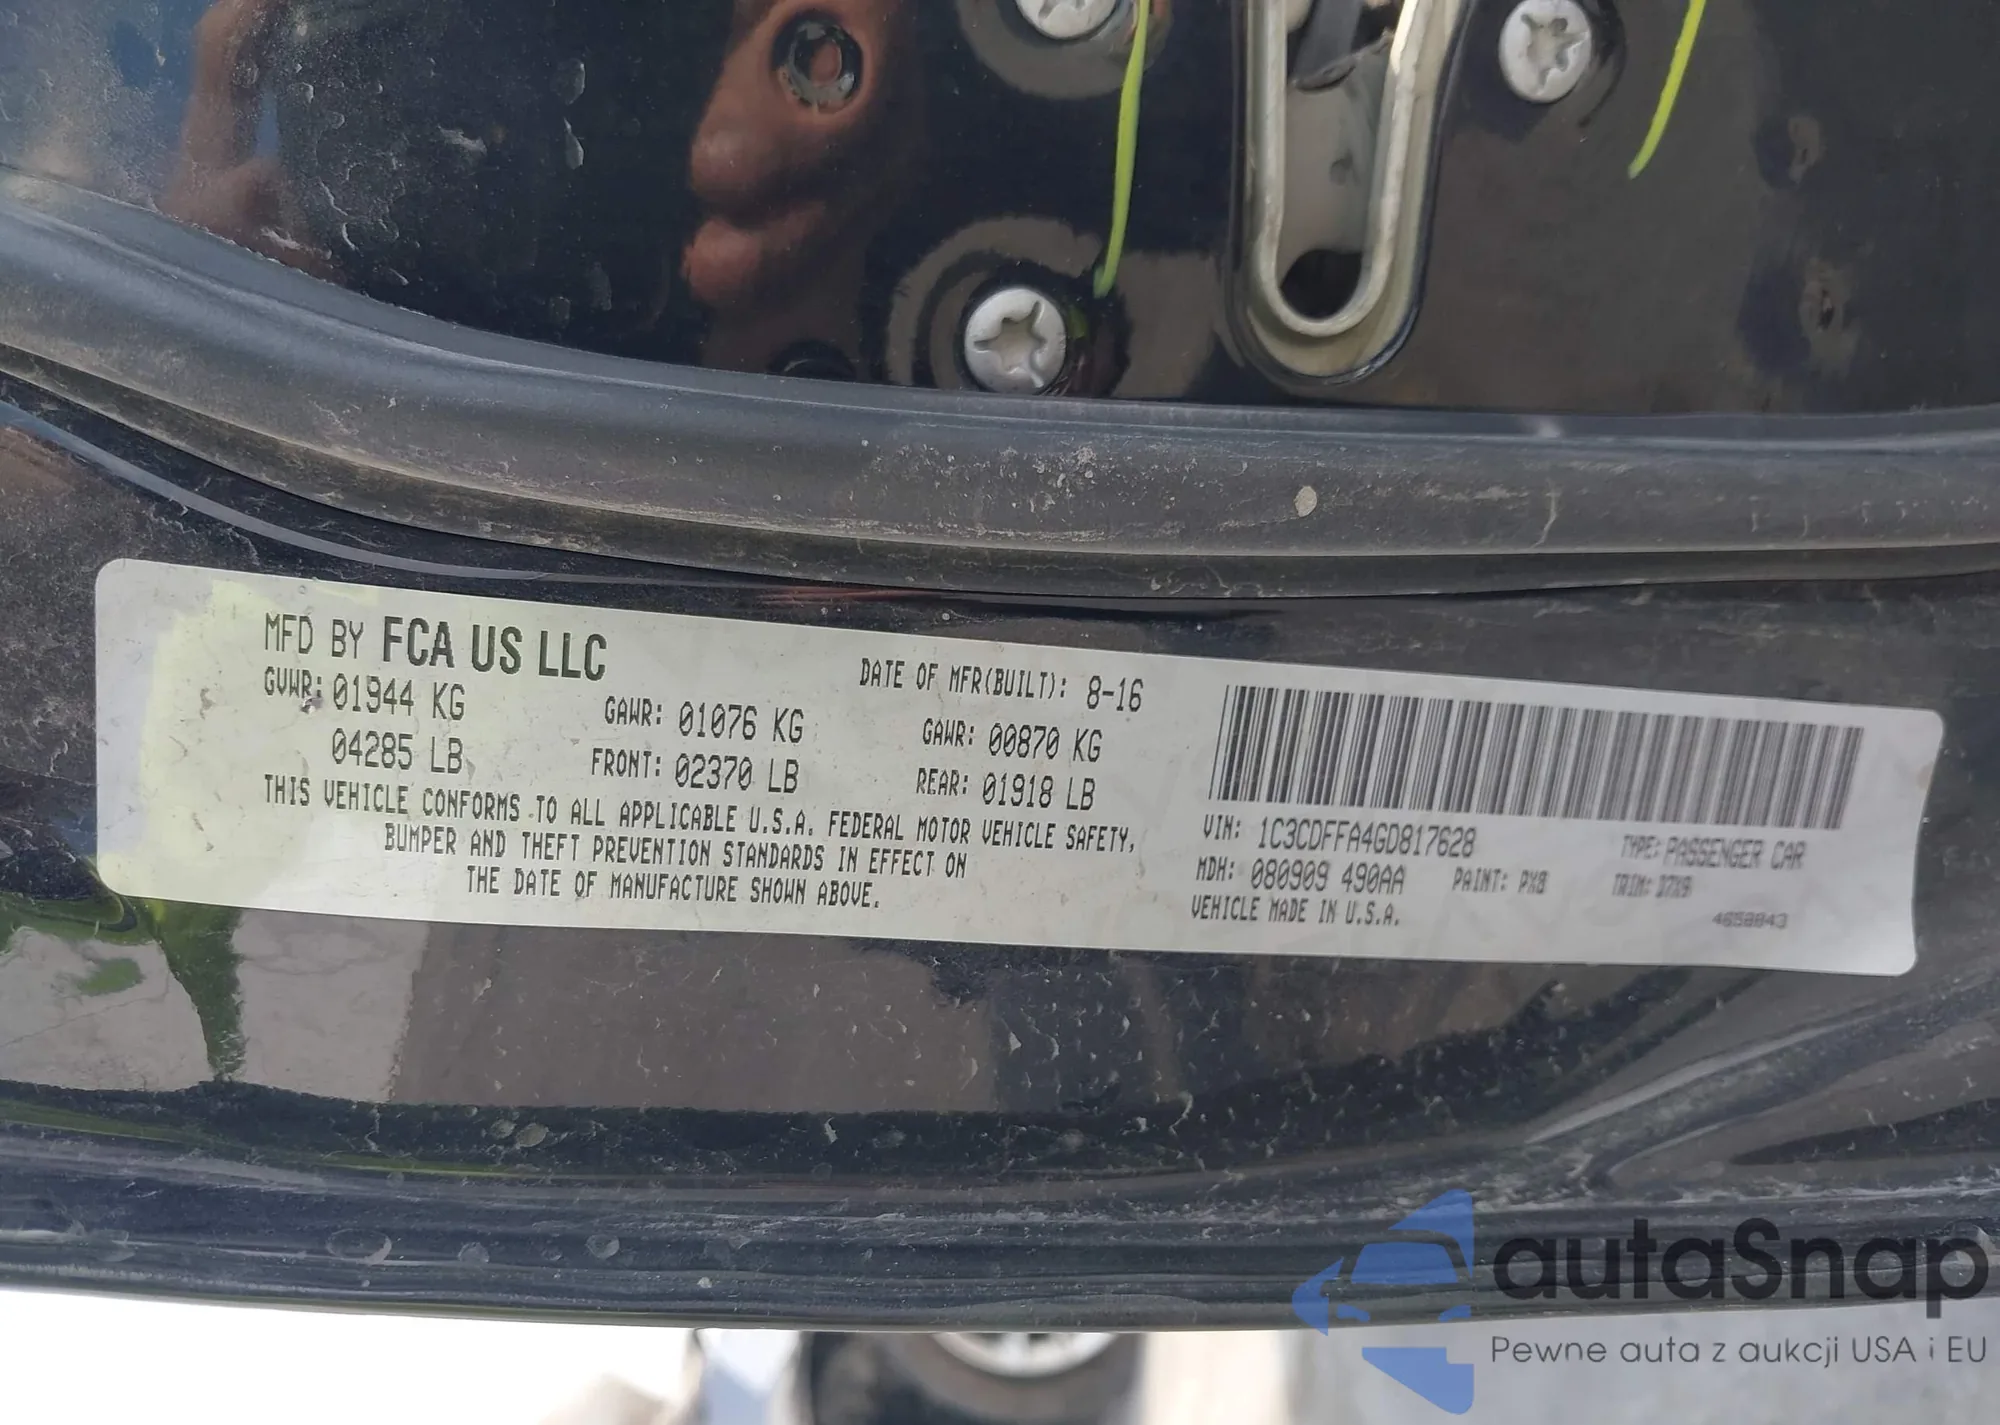 MFD BY FCA US LLC
DATE OF MFR(BUILT): 8-16
GVWR: 01944 KG GAWR: 01076 KG GAWR: 00870 KG
04285 LB FRONT: 02370 LB REAR: 01918 LB
THIS VEHICLE CONFORMS TO ALL APPLICABLE U.S.A. FEDERAL MOTOR VEHICLE SAFETY,
BUMPER AND THEFT PREVENTION STANDARDS IN EFFECT ON
THE DATE OF MANUFACTURE SHOWN ABOVE.
VIN: 1C3CDFFA4GD817628 TYPE: PASSENGER CAR
MDH: 080909 490AA PAINT: PX8 TRIM: D7X9
VEHICLE MADE IN U.S.A. 4650043
autaSnap
Pewne auta z aukcji USA i EU